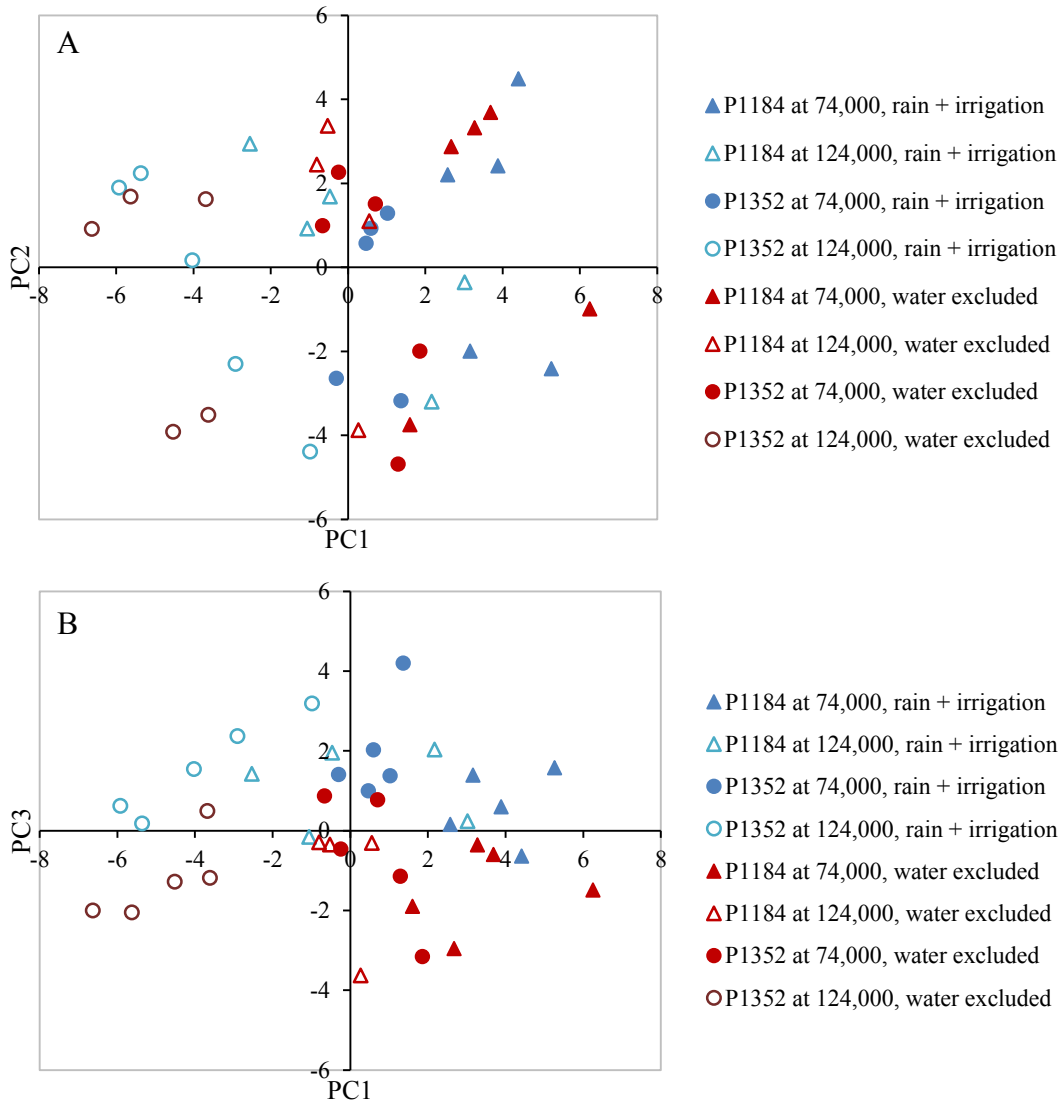 A
6
4
2
0
-2
-4
-6
-8 -6 -4 -2 0 2 4 6 8
PC2
PC1
P1184 at 74,000, rain + irrigation
P1184 at 124,000, rain + irrigation
P1352 at 74,000, rain + irrigation
P1352 at 124,000, rain + irrigation
P1184 at 74,000, water excluded
P1184 at 124,000, water excluded
P1352 at 74,000, water excluded
P1352 at 124,000, water excluded
B
6
4
2
0
-2
-4
-6
-8 -6 -4 -2 0 2 4 6 8
PC3
PC1
P1184 at 74,000, rain + irrigation
P1184 at 124,000, rain + irrigation
P1352 at 74,000, rain + irrigation
P1352 at 124,000, rain + irrigation
P1184 at 74,000, water excluded
P1184 at 124,000, water excluded
P1352 at 74,000, water excluded
P1352 at 124,000, water excluded